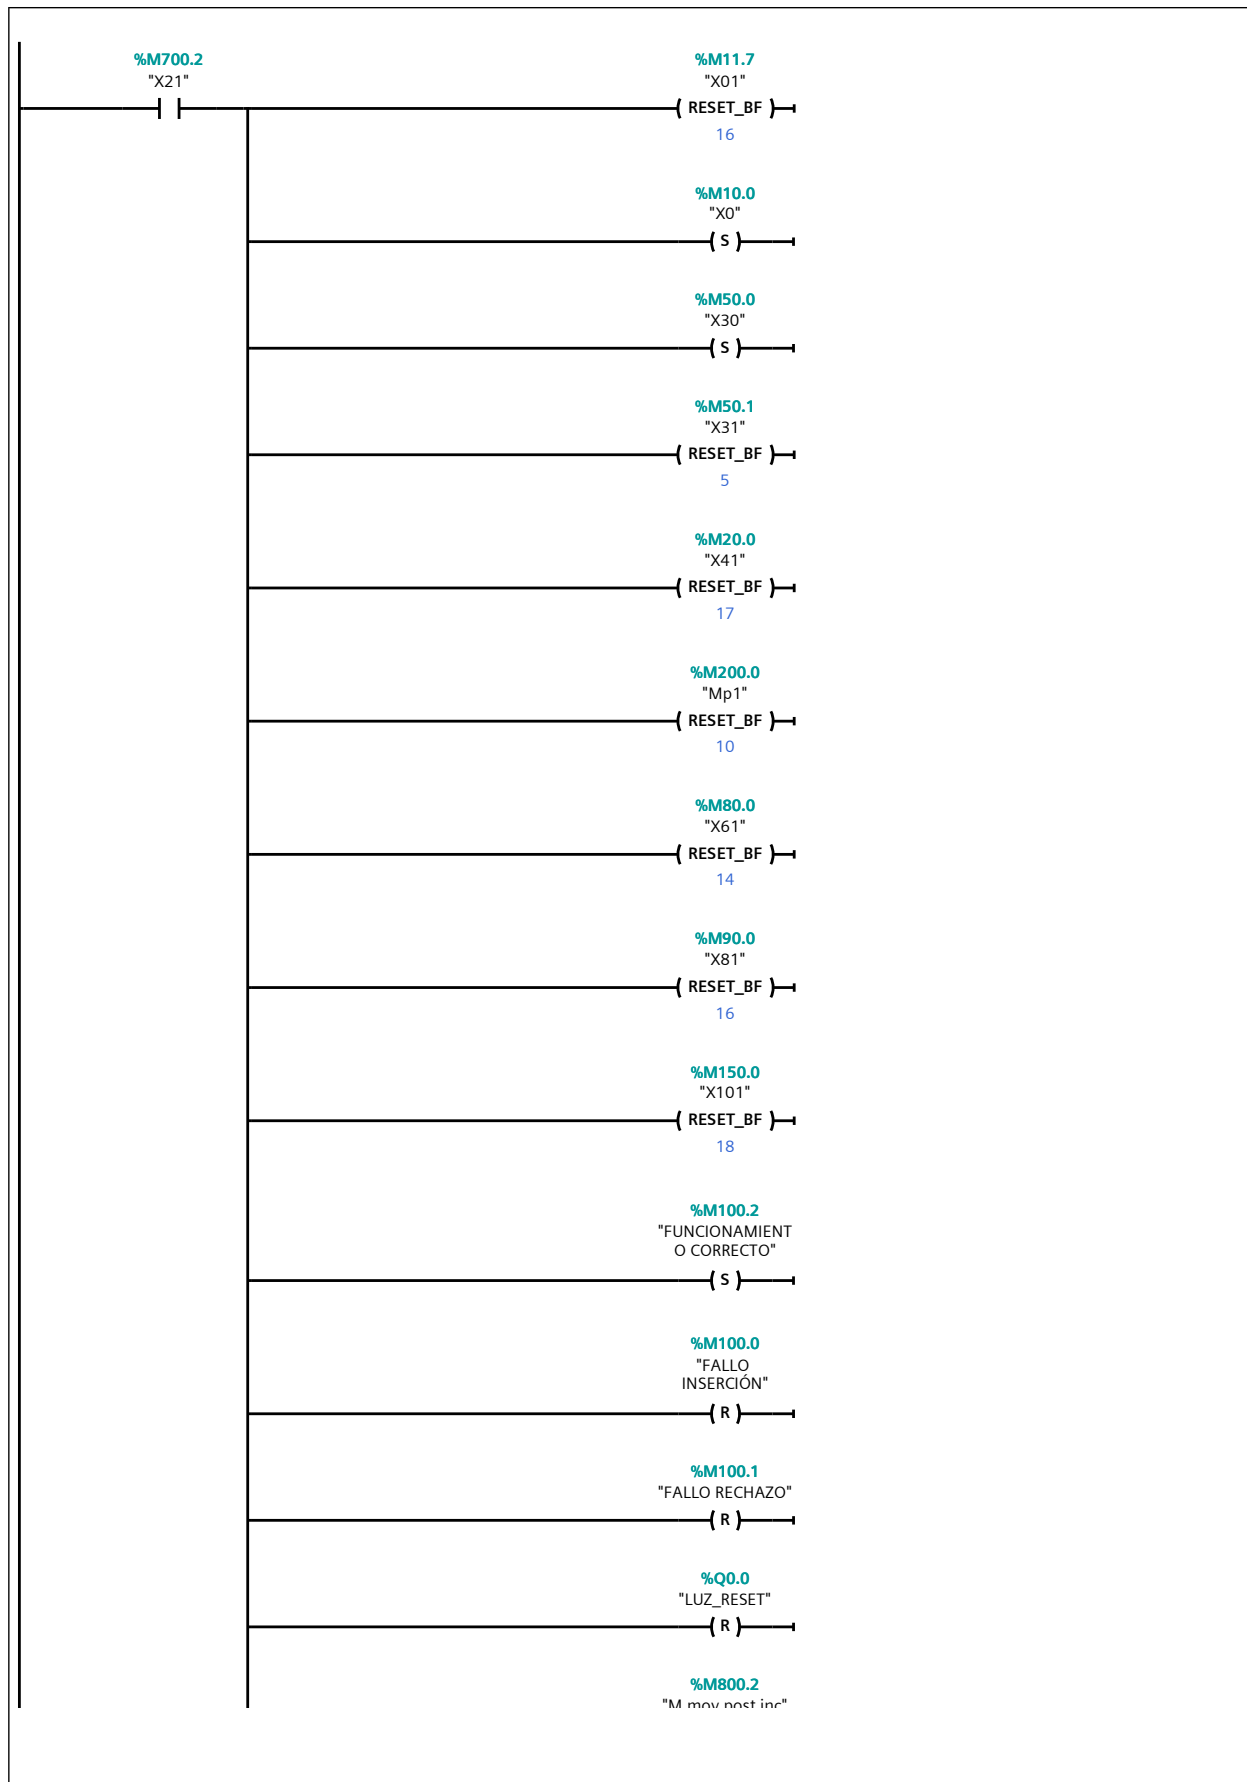 %M700.2
"X21"
%M11.7
"X01"
RESET_BF
16
%M10.0
"X0"
S
%M50.0
"X30"
S
%M50.1
"X31"
RESET_BF
5
%M20.0
"X41"
RESET_BF
17
%M200.0
"Mp1"
RESET_BF
10
%M80.0
"X61"
RESET_BF
14
%M90.0
"X81"
RESET_BF
16
%M150.0
"X101"
RESET_BF
18
%M100.2
"FUNCIONAMIENT
O CORRECTO"
S
%M100.0
"FALLO
INSERCIÓN"
R
%M100.1
"FALLO RECHAZO"
R
%Q0.0
"LUZ_RESET"
R
%M800.2
"M mov post inc"